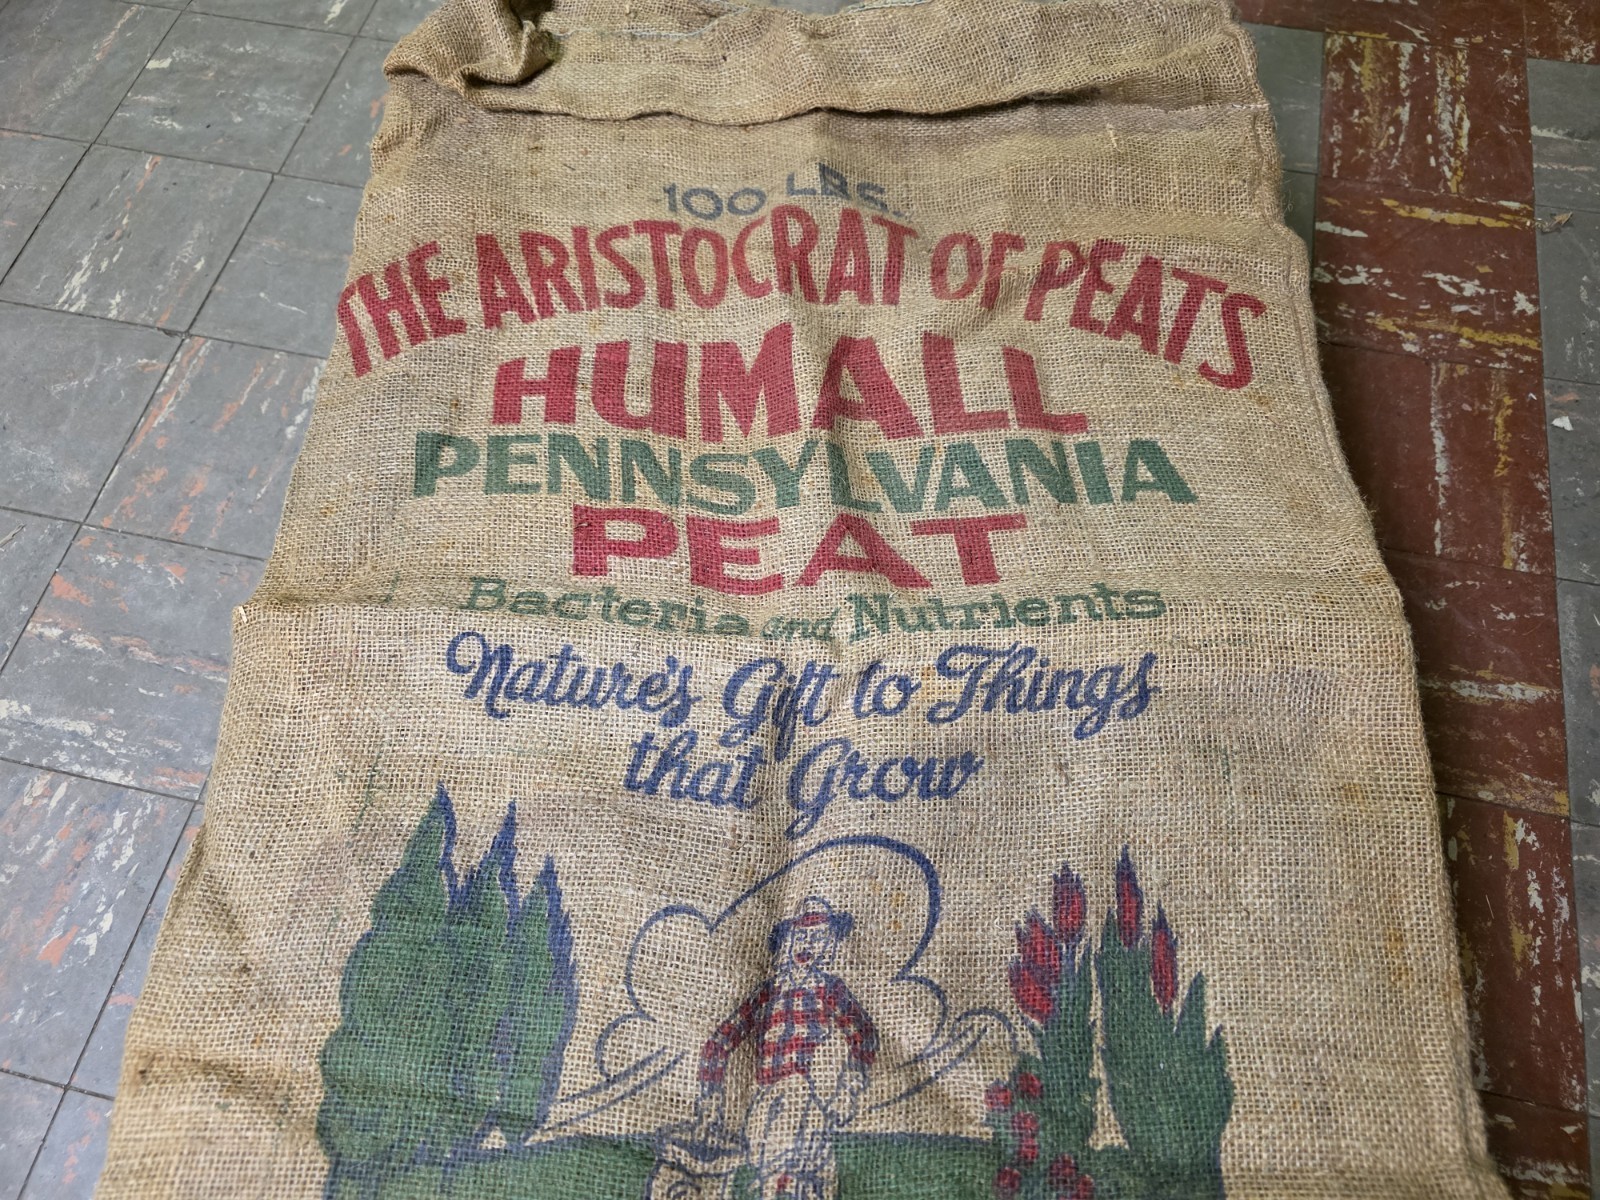 100 LBS.
THE ARISTOCRAT OF PEATS
HUMALL
PENNSYLVANIA
PEAT
Bacteria and Nutrients
Nature's Gift to Things
that Grow